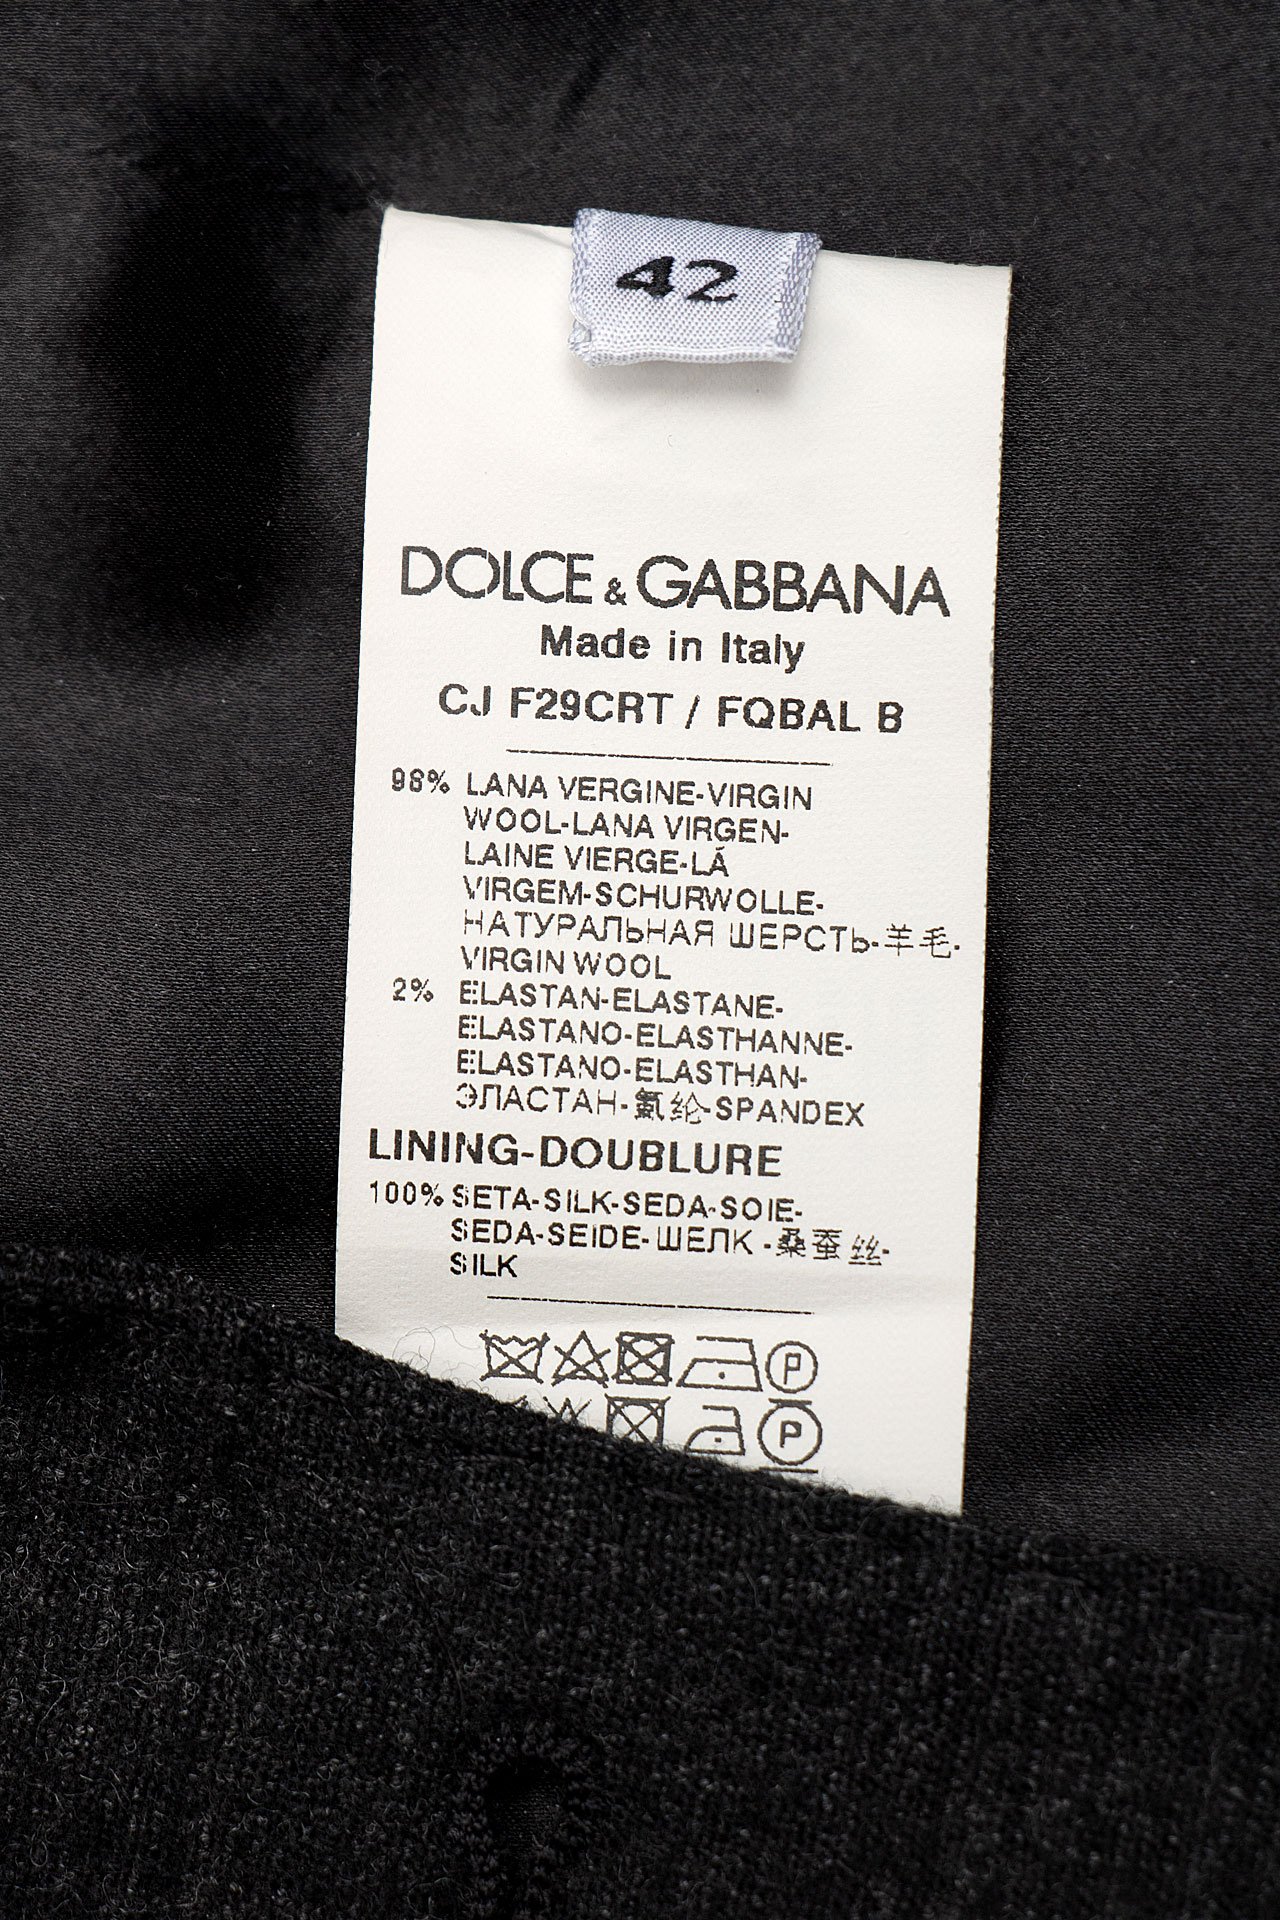 42
DOLCE & GABBANA
Made in Italy
CJ F29CRT / FQBAL B
98% LANA VERGINE-VIRGIN
WOOL-LANA VIRGEN-
LAINE VIERGE-LÃ
VIRGEM-SCHURWOLLE-
НАТУРАЛЬНАЯ ШЕРСТЬ-羊毛-
VIRGIN WOOL
2% ELASTAN-ELASTANE-
ELASTANO-ELASTHANNE-
ELASTANO-ELASTHAN-
ЭЛАСТАН-氨纶-SPANDEX
LINING-DOUBLURE
100% SETA-SILK-SEDA-SOIE-
SEDA-SEIDE-ШЕЛК-桑蚕丝-
SILK
P
P